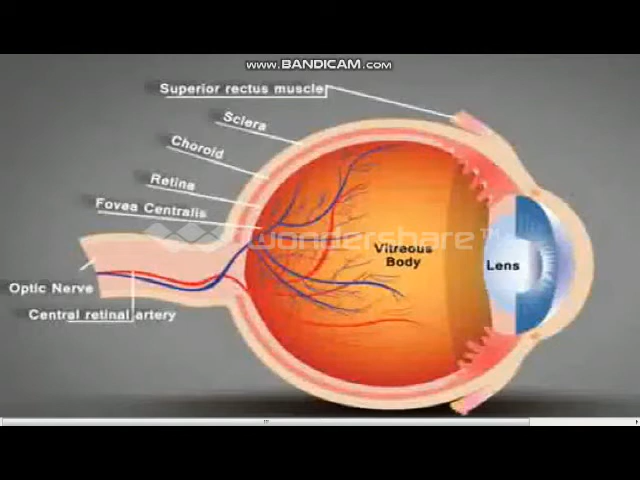 www.BANDICAM.com
Superior rectus muscle
Sclera
Choroid
Retina
Fovea Centralis
wondershare™
Vitreous
Body
Lens
Optic Nerve
Central retinal artery